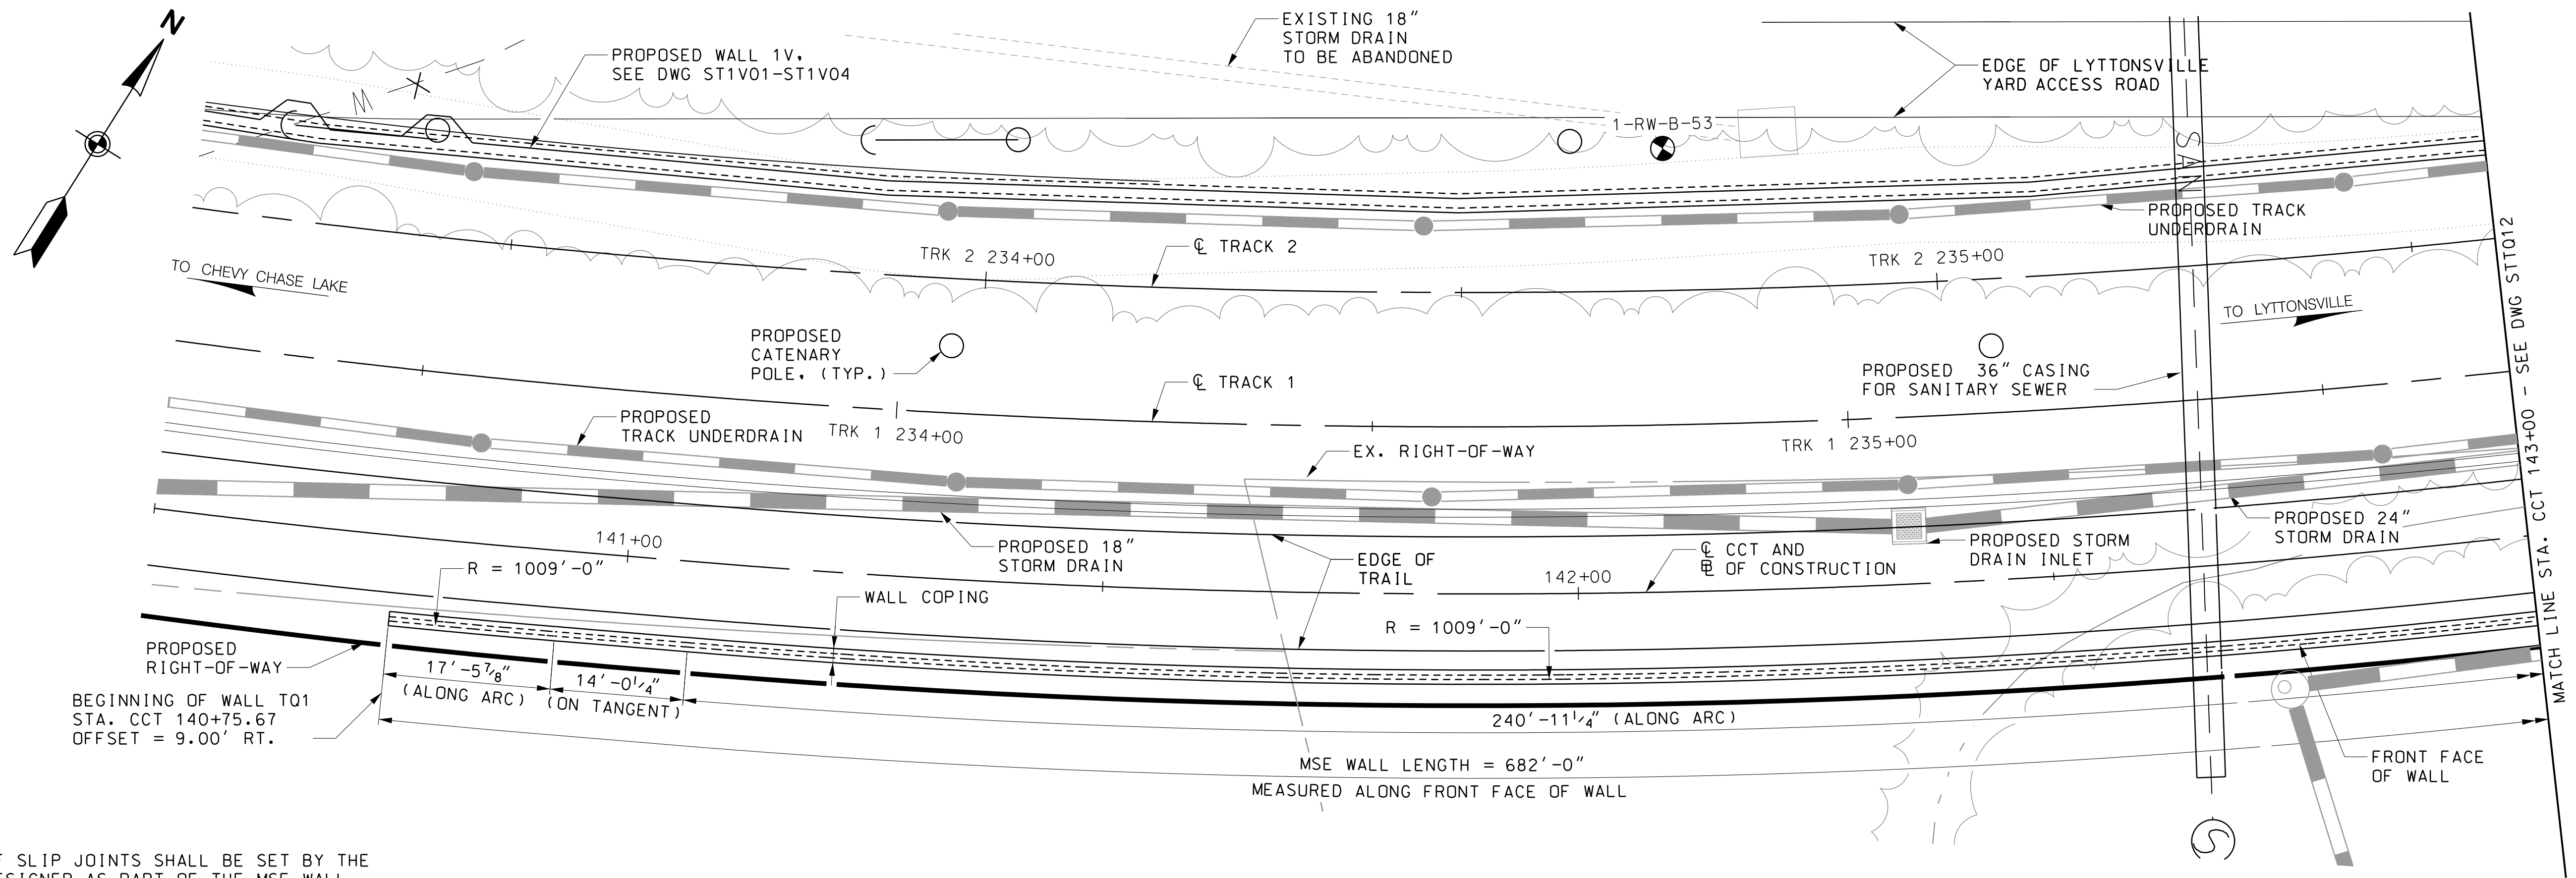 N
EXISTING 18"
STORM DRAIN
TO BE ABANDONED
PROPOSED WALL 1V,
SEE DWG ST1V01-ST1V04
EDGE OF LYTTONSVILLE
YARD ACCESS ROAD
M
1-RW-B-53
SAN
PROPOSED TRACK
UNDERDRAIN
℄ TRACK 2
TRK 2 234+00
TRK 2 235+00
TO CHEVY CHASE LAKE
TO LYTTONSVILLE
PROPOSED
CATENARY
POLE, (TYP.)
℄ TRACK 1
PROPOSED 36" CASING
FOR SANITARY SEWER
PROPOSED
TRACK UNDERDRAIN
TRK 1 234+00
TRK 1 235+00
EX. RIGHT-OF-WAY
141+00
PROPOSED 18"
STORM DRAIN
EDGE OF
TRAIL
℄ CCT AND
BL OF CONSTRUCTION
142+00
PROPOSED STORM
DRAIN INLET
PROPOSED 24"
STORM DRAIN
R = 1009'-0"
WALL COPING
R = 1009'-0"
PROPOSED
RIGHT-OF-WAY
17'-5⅞"
(ALONG ARC)
14'-0¼"
(ON TANGENT)
BEGINNING OF WALL TQ1
STA. CCT 140+75.67
OFFSET = 9.00' RT.
240'-11¼" (ALONG ARC)
MSE WALL LENGTH = 682'-0"
MEASURED ALONG FRONT FACE OF WALL
FRONT FACE
OF WALL
S
MATCH LINE STA. CCT 143+00 - SEE DWG STTQ12
SLIP JOINTS SHALL BE SET BY THE
AS PART OF THE MSE WALL